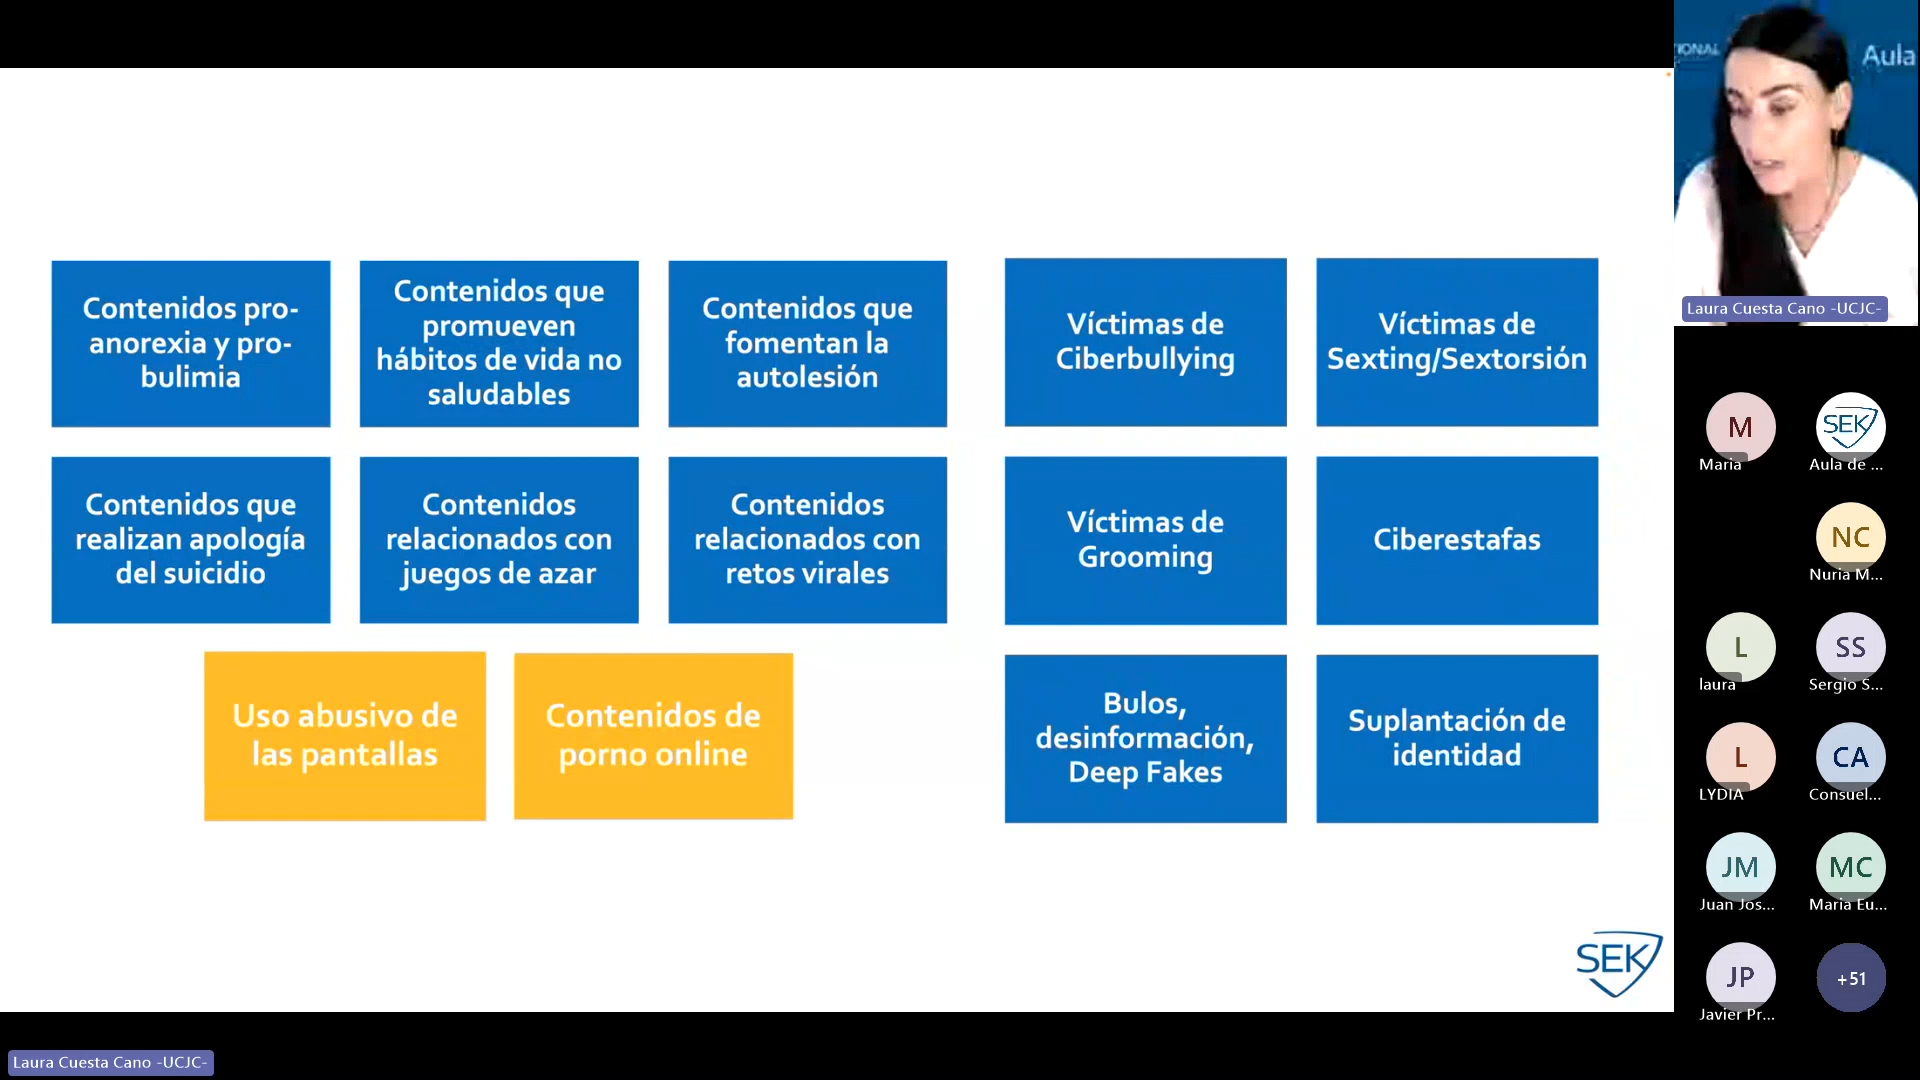 IONAL
Aula
Laura Cuesta Cano -UCJC-
Contenidos pro-
anorexia y pro-
bulimia
Contenidos que
promueven
hábitos de vida no
saludables
Contenidos que
fomentan la
autolesión
Víctimas de
Ciberbullying
Víctimas de
Sexting/Sextorsión
Contenidos que
realizan apología
del suicidio
Contenidos
relacionados con
juegos de azar
Contenidos
relacionados con
retos virales
Víctimas de
Grooming
Ciberestafas
Uso abusivo de
las pantallas
Contenidos de
porno online
Bulos,
desinformación,
Deep Fakes
Suplantación de
identidad
SEK
M
Maria
SEK
Aula de ...
NC
Nuria M...
L
laura
SS
Sergio S...
L
LYDIA
CA
Consuel...
JM
Juan Jos...
MC
Maria Eu...
JP
Javier Pr...
+51
Laura Cuesta Cano -UCJC-